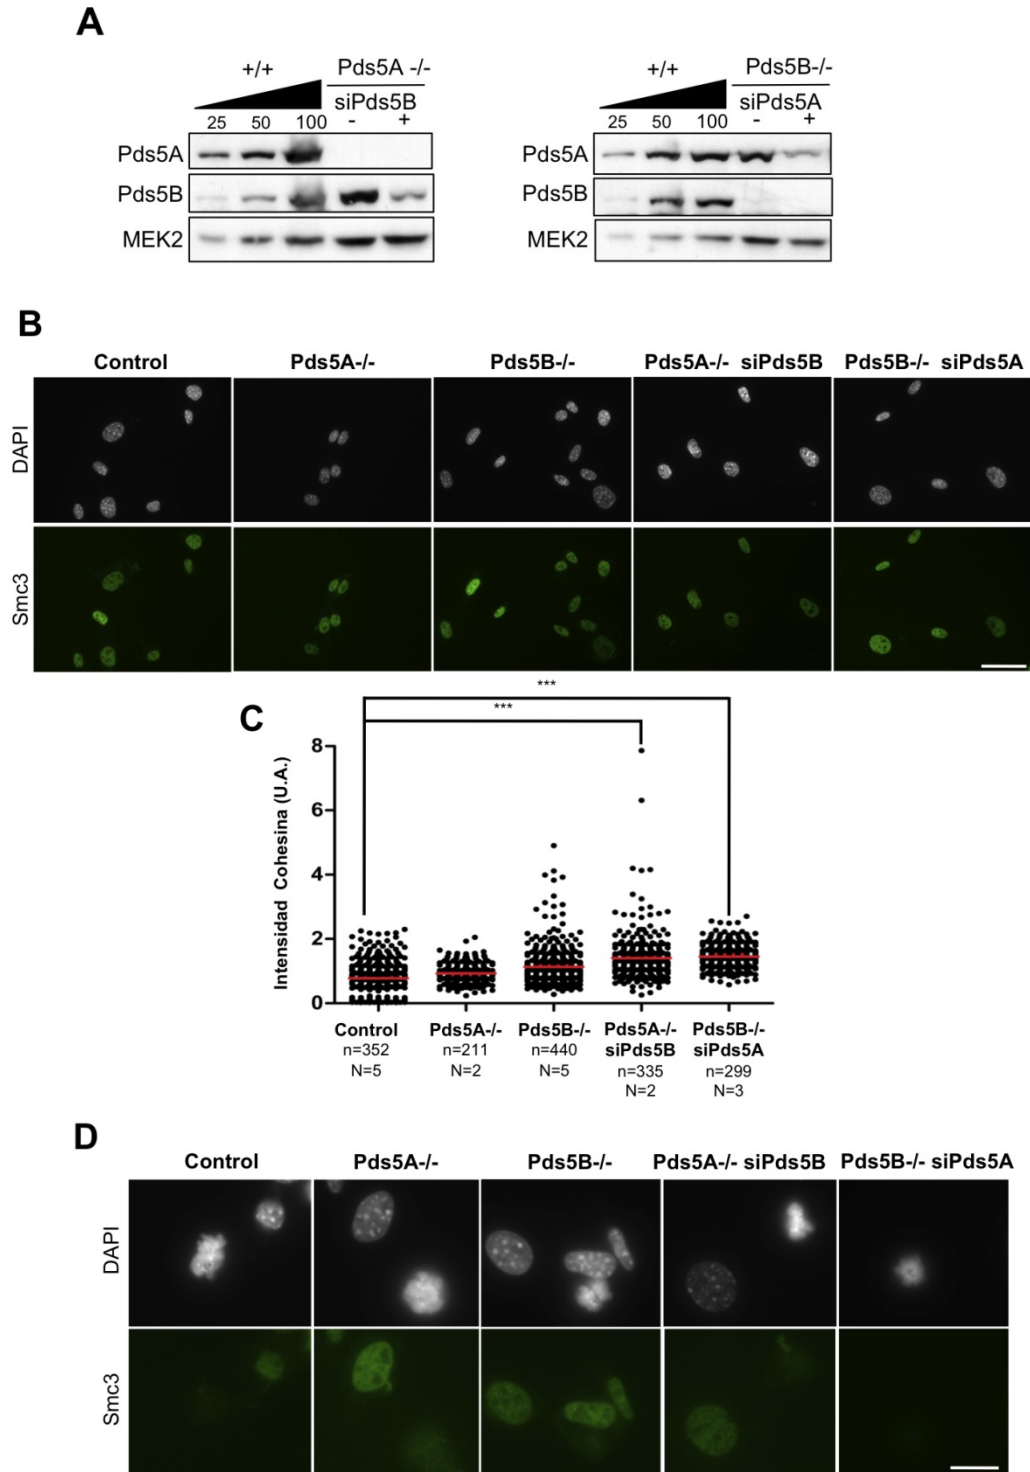 A
+/+ Pds5A -/-
siPds5B
25 50 100 - +
Pds5A
Pds5B
MEK2
+/+ Pds5B-/-
siPds5A
25 50 100 - +
Pds5A
Pds5B
MEK2
B
Control Pds5A-/- Pds5B-/- Pds5A-/- siPds5B Pds5B-/- siPds5A
DAPI
Smc3
C
***
***
Intensidad Cohesina (U.A.)
8
6
4
2
0
Control Pds5A-/- Pds5B-/- Pds5A-/- Pds5B-/-
siPds5B siPds5A
n=352 n=211 n=440 n=335 n=299
N=5 N=2 N=5 N=2 N=3
D
Control Pds5A-/- Pds5B-/- Pds5A-/- siPds5B Pds5B-/- siPds5A
DAPI
Smc3